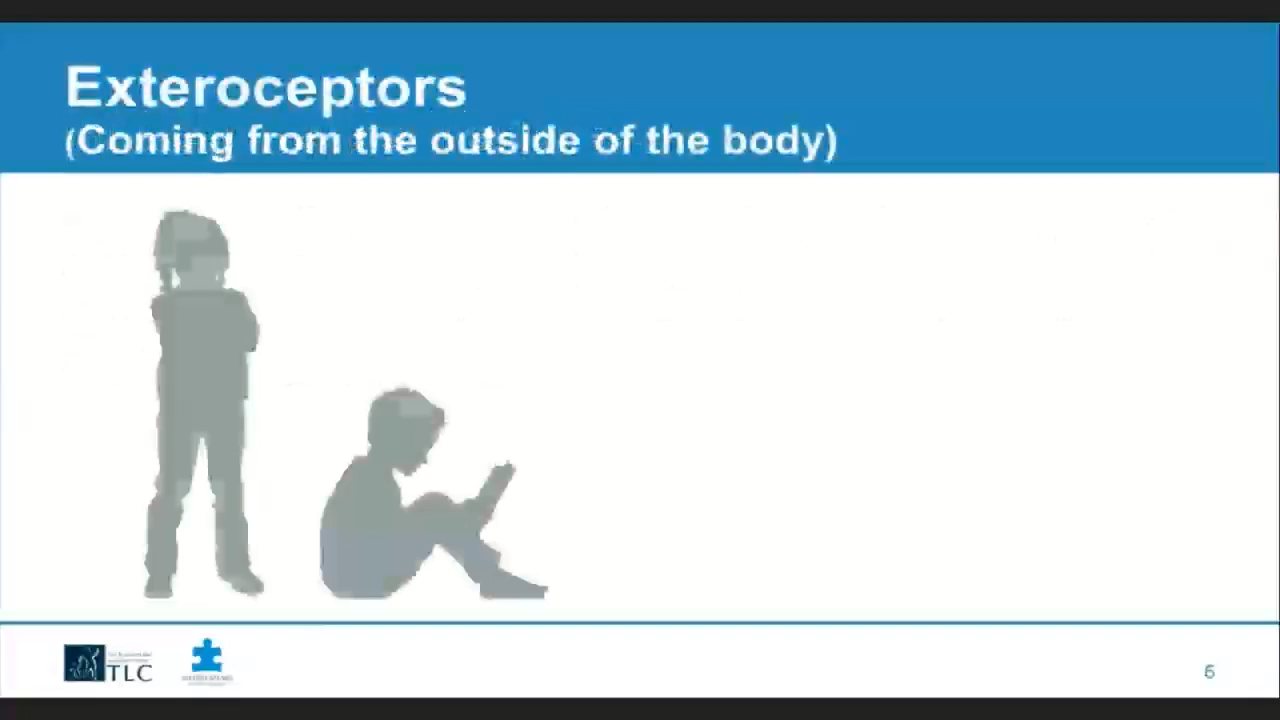 Exteroceptors
(Coming from the outside of the body)
TLC
6